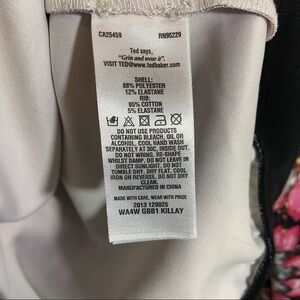 CA25459 RN95229
Ted says,
"Grin and wear it".
VISIT TED@www.tedbaker.com
SHELL:
88% POLYESTER
12% ELASTANE
RIB:
95% COTTON
5% ELASTANE
DO NOT USE PRODUCTS
CONTAINING BLEACH, OIL OR
ALCOHOL. COOL HAND WASH
SEPARATELY AT 30C. INSIDE OUT.
DO NOT WRING. RE-SHAPE
WHILST DAMP. DO NOT LEAVE IN
DIRECT SUNLIGHT. DO NOT
TUMBLE DRY. DRY FLAT. COOL
IRON ON REVERSE. DO NOT DRY
CLEAN.
MANUFACTURED IN CHINA
MADE WITH CARE, WEAR WITH PRIDE
2013 129025
WA4W GBB1 KILLAY